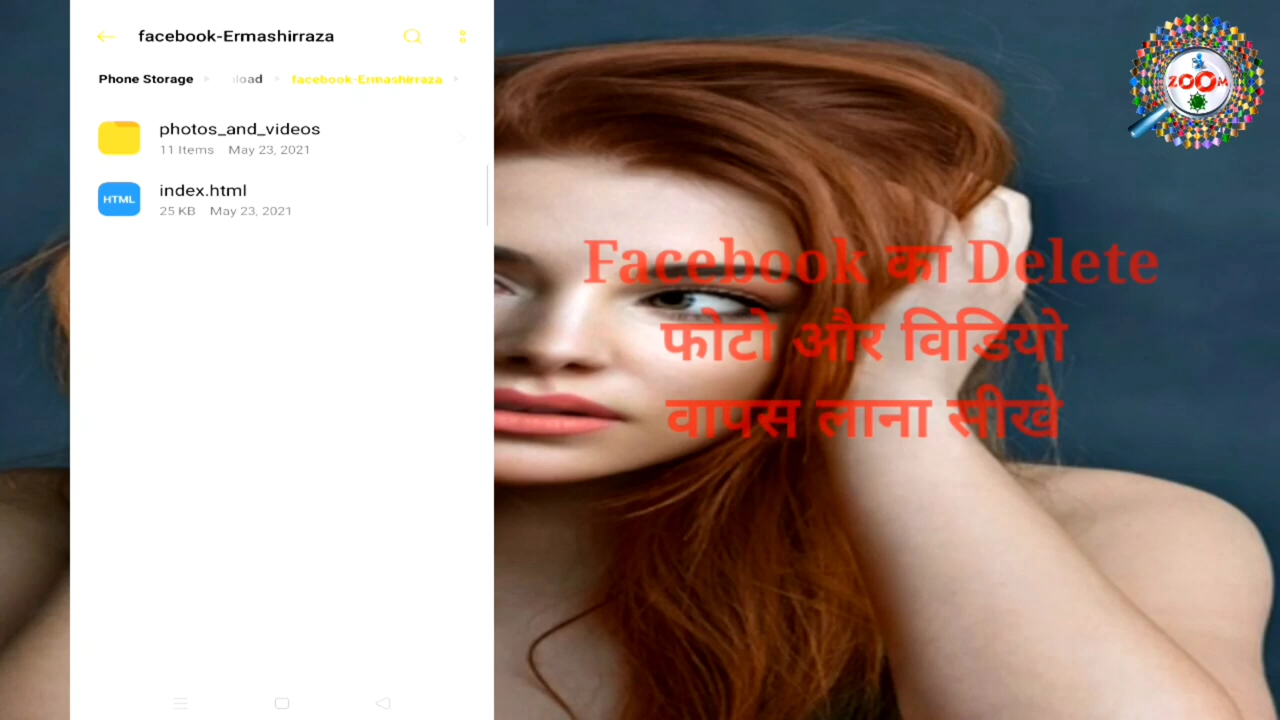 facebook-Ermashirraza
Phone Storage
load
facebook-Ermashirraza
photos_and_videos
11 Items May 23, 2021
HTML
index.html
25 KB May 23, 2021
Facebook का Delete
फोटो और विडियो
वापस लाना सीखे
ZOOM